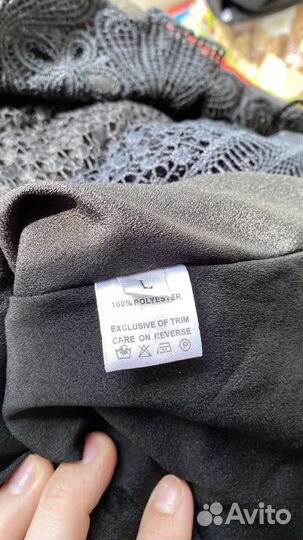 L
100% POLYESTER
EXCLUSIVE OF TRIM
CARE ON REVERSE
P
Avito